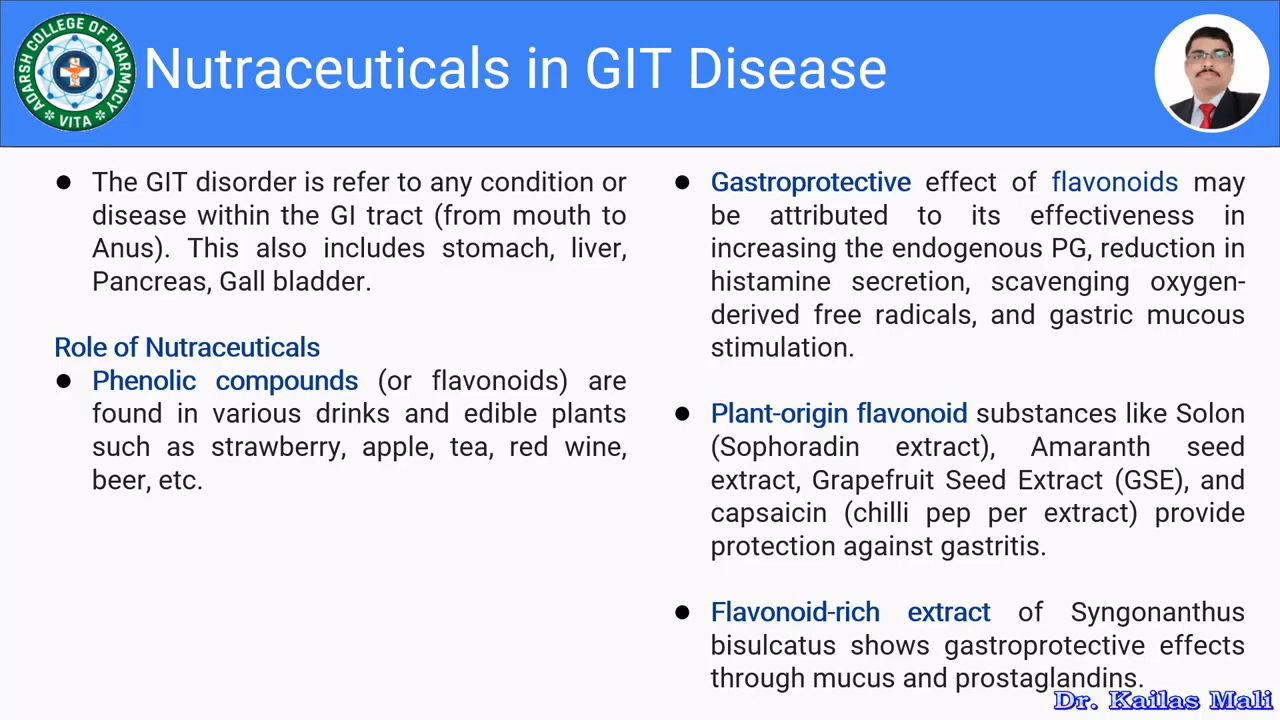 ADARSH COLLEGE OF PHARMACY
VITA
Nutraceuticals in GIT Disease
● The GIT disorder is refer to any condition or
disease within the GI tract (from mouth to
Anus). This also includes stomach, liver,
Pancreas, Gall bladder.
Role of Nutraceuticals
● Phenolic compounds (or flavonoids) are
found in various drinks and edible plants
such as strawberry, apple, tea, red wine,
beer, etc.
● Gastroprotective effect of flavonoids may
be attributed to its effectiveness in
increasing the endogenous PG, reduction in
histamine secretion, scavenging oxygen-
derived free radicals, and gastric mucous
stimulation.
● Plant-origin flavonoid substances like Solon
(Sophoradin extract), Amaranth seed
extract, Grapefruit Seed Extract (GSE), and
capsaicin (chilli pep per extract) provide
protection against gastritis.
● Flavonoid-rich extract of Syngonanthus
bisulcatus shows gastroprotective effects
through mucus and prostaglandins.
Dr. Kailas Mali